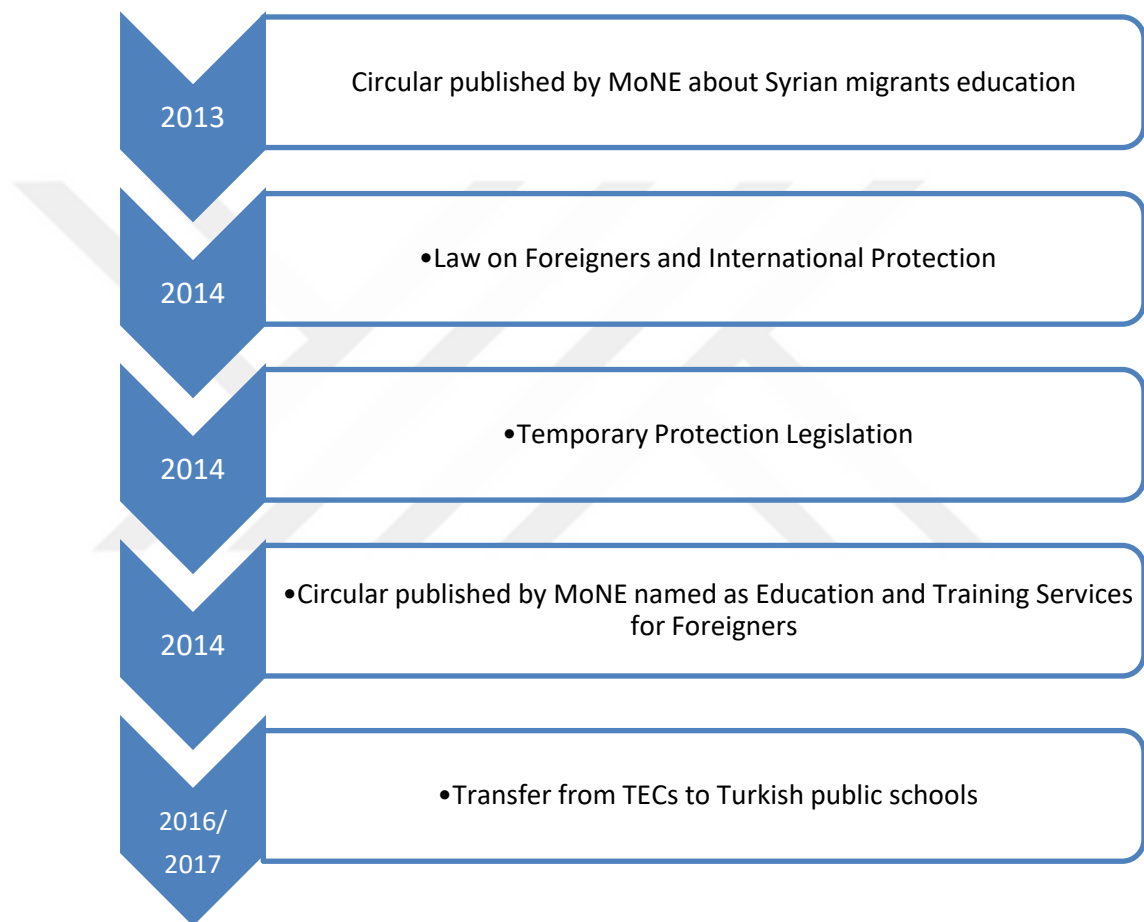 2013
Circular published by MoNE about Syrian migrants education
2014
•Law on Foreigners and International Protection
2014
•Temporary Protection Legislation
2014
•Circular published by MoNE named as Education and Training Services
for Foreigners
2016/
2017
•Transfer from TECs to Turkish public schools